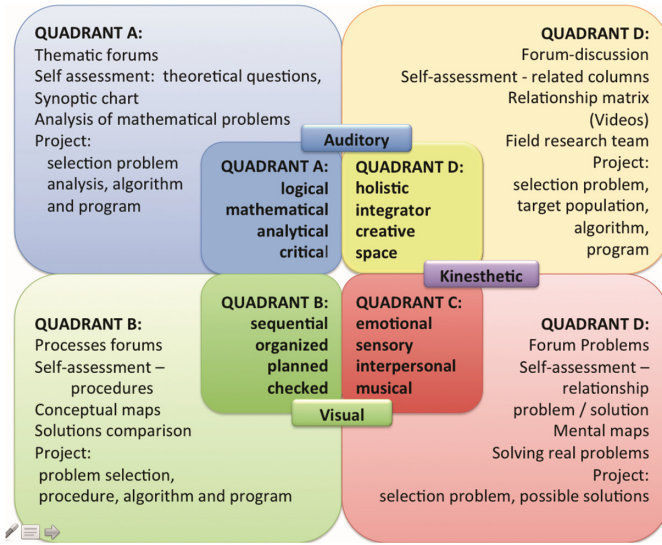 QUADRANT A:
Thematic forums
Self assessment: theoretical questions,
Synoptic chart
Analysis of mathematical problems
Project:
selection problem
analysis, algorithm
and program
QUADRANT D:
Forum-discussion
Self-assessment - related columns
Relationship matrix
(Videos)
Field research team
Project:
selection problem,
target population,
algorithm,
program
Auditory
QUADRANT A:
logical
mathematical
analytical
critical
QUADRANT D:
holistic
integrator
creative
space
Kinesthetic
QUADRANT B:
sequential
organized
planned
checked
QUADRANT C:
emotional
sensory
interpersonal
musical
Visual
QUADRANT B:
Processes forums
Self-assessment –
procedures
Conceptual maps
Solutions comparison
Project:
problem selection,
procedure, algorithm and program
QUADRANT D:
Forum Problems
Self-assessment –
relationship
problem / solution
Mental maps
Solving real problems
Project:
selection problem, possible solutions